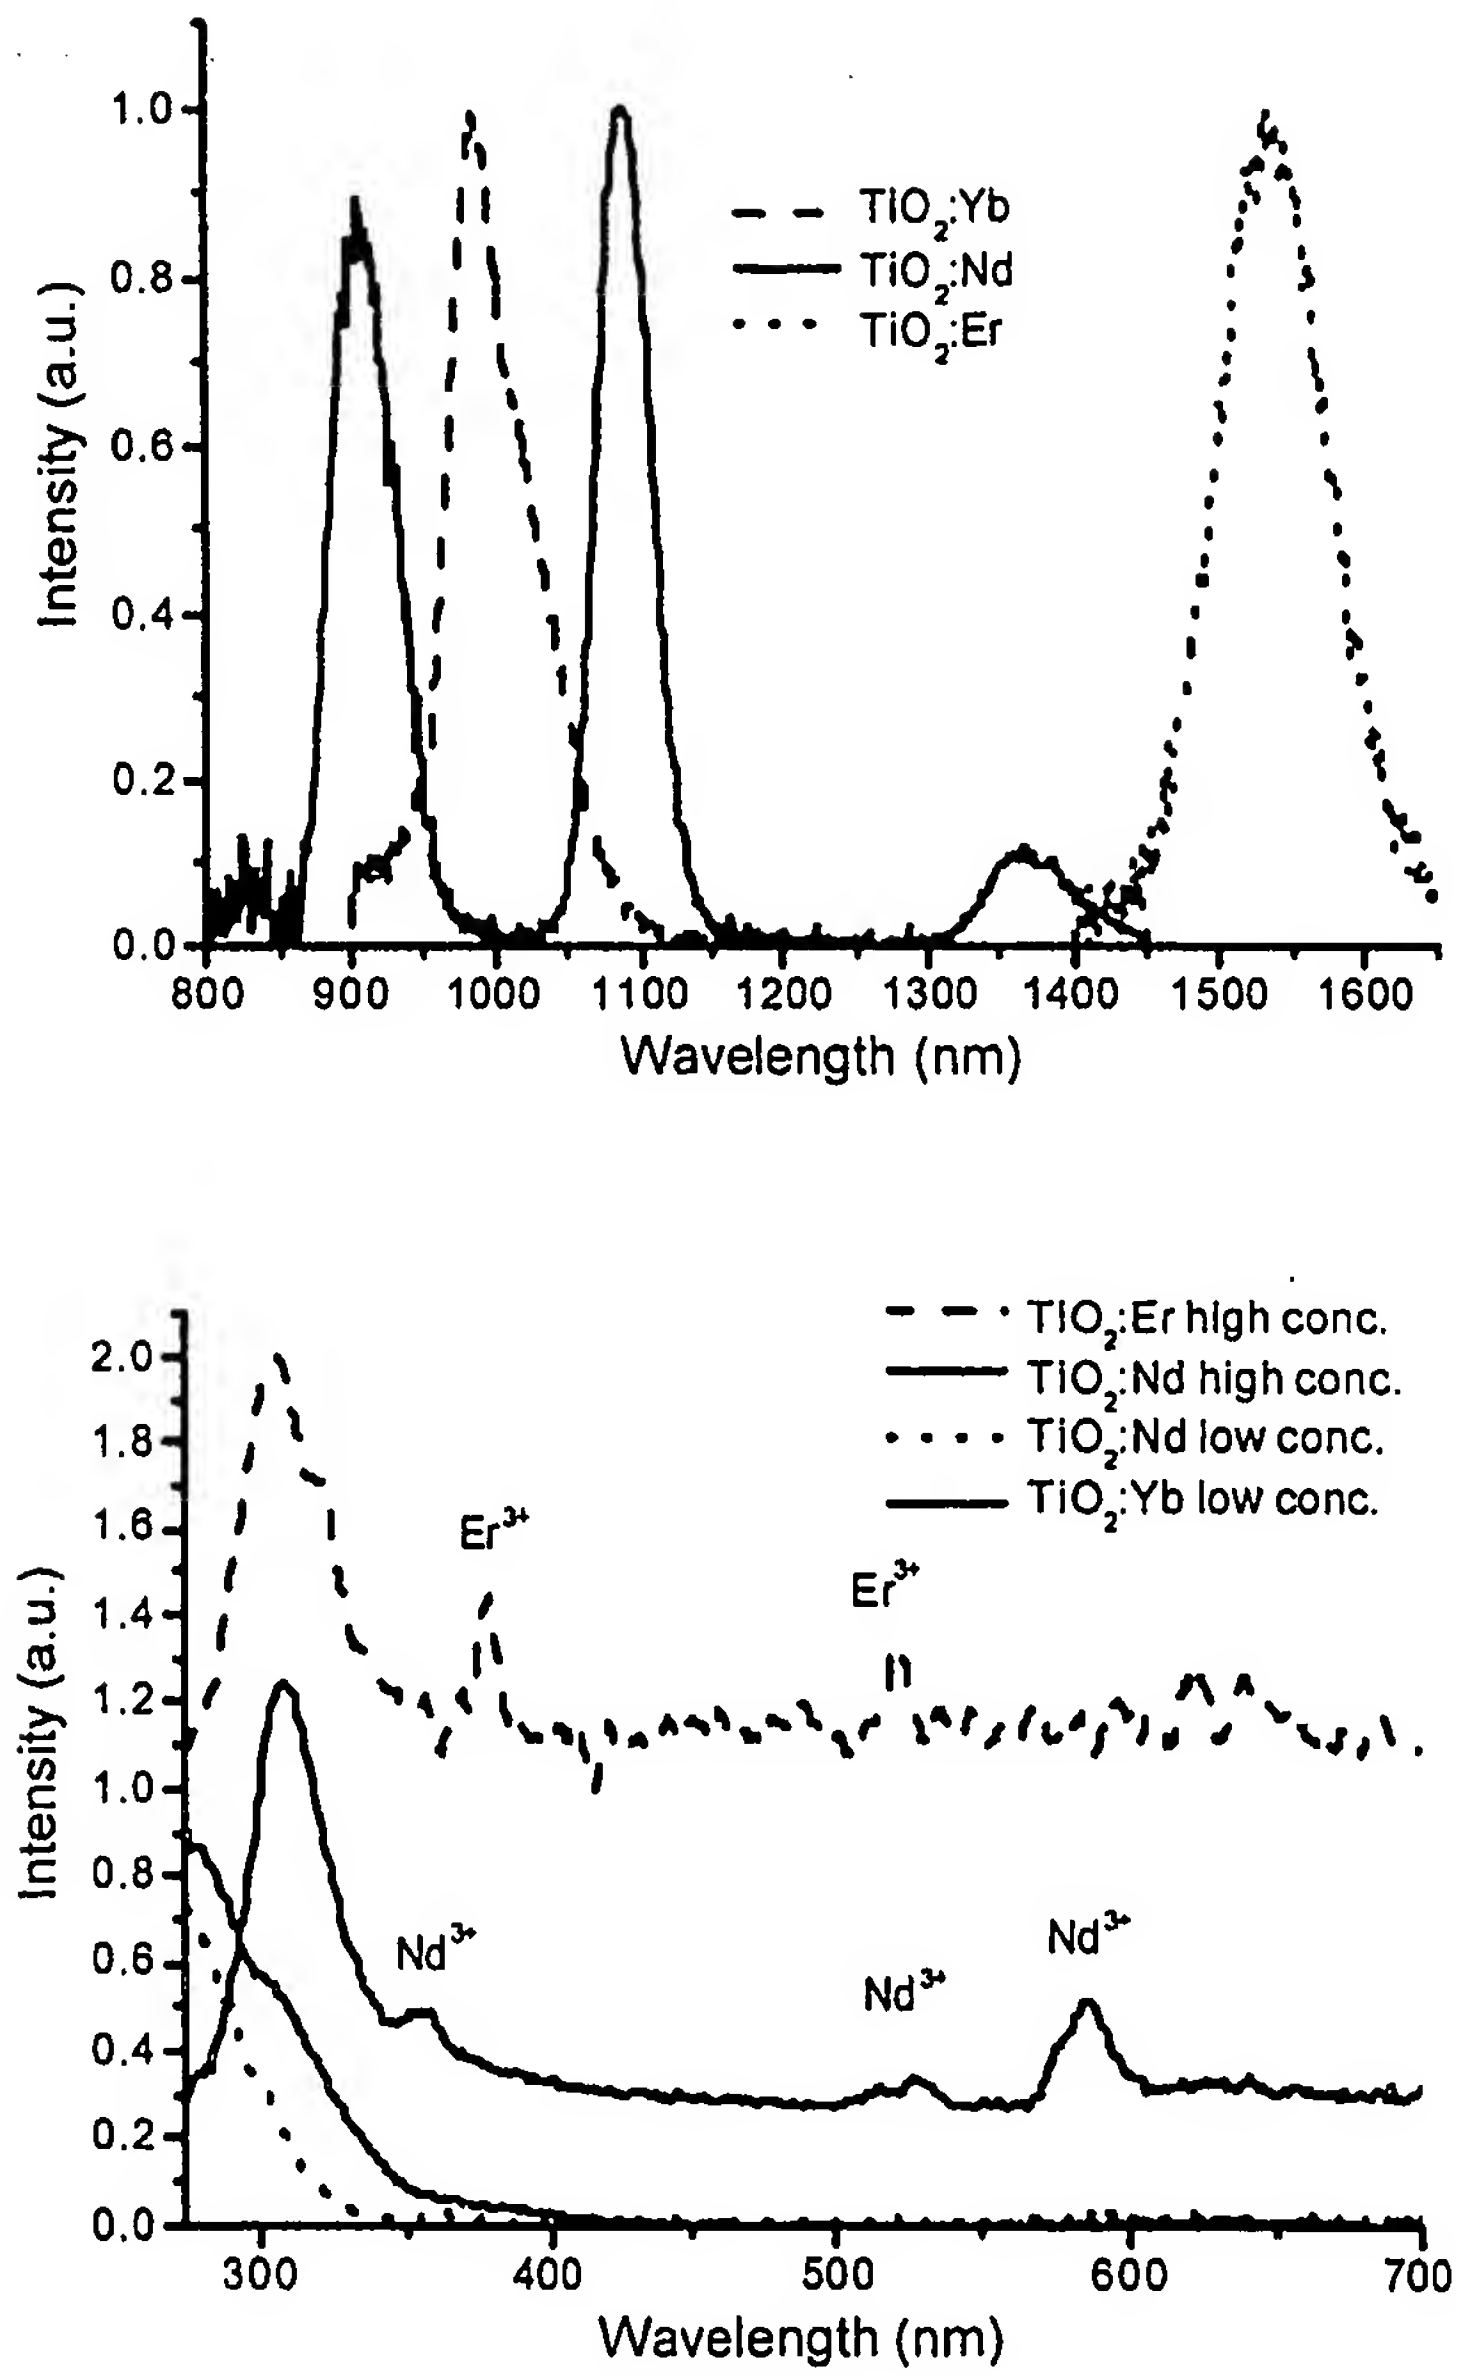 1.0
0.8
0.6
0.4
0.2
0.0
Intensity (a.u.)
TiO2:Yb
TiO2:Nd
TiO2:Er
800 900 1000 1100 1200 1300 1400 1500 1600
Wavelength (nm)
TiO2:Er high conc.
TiO2:Nd high conc.
TiO2:Nd low conc.
TiO2:Yb low conc.
2.0
1.8
1.6
1.4
1.2
1.0
0.8
0.6
0.4
0.2
0.0
Intensity (a.u.)
Er3+
Er3+
Nd3+
Nd3+
Nd3+
300 400 500 600 700
Wavelength (nm)